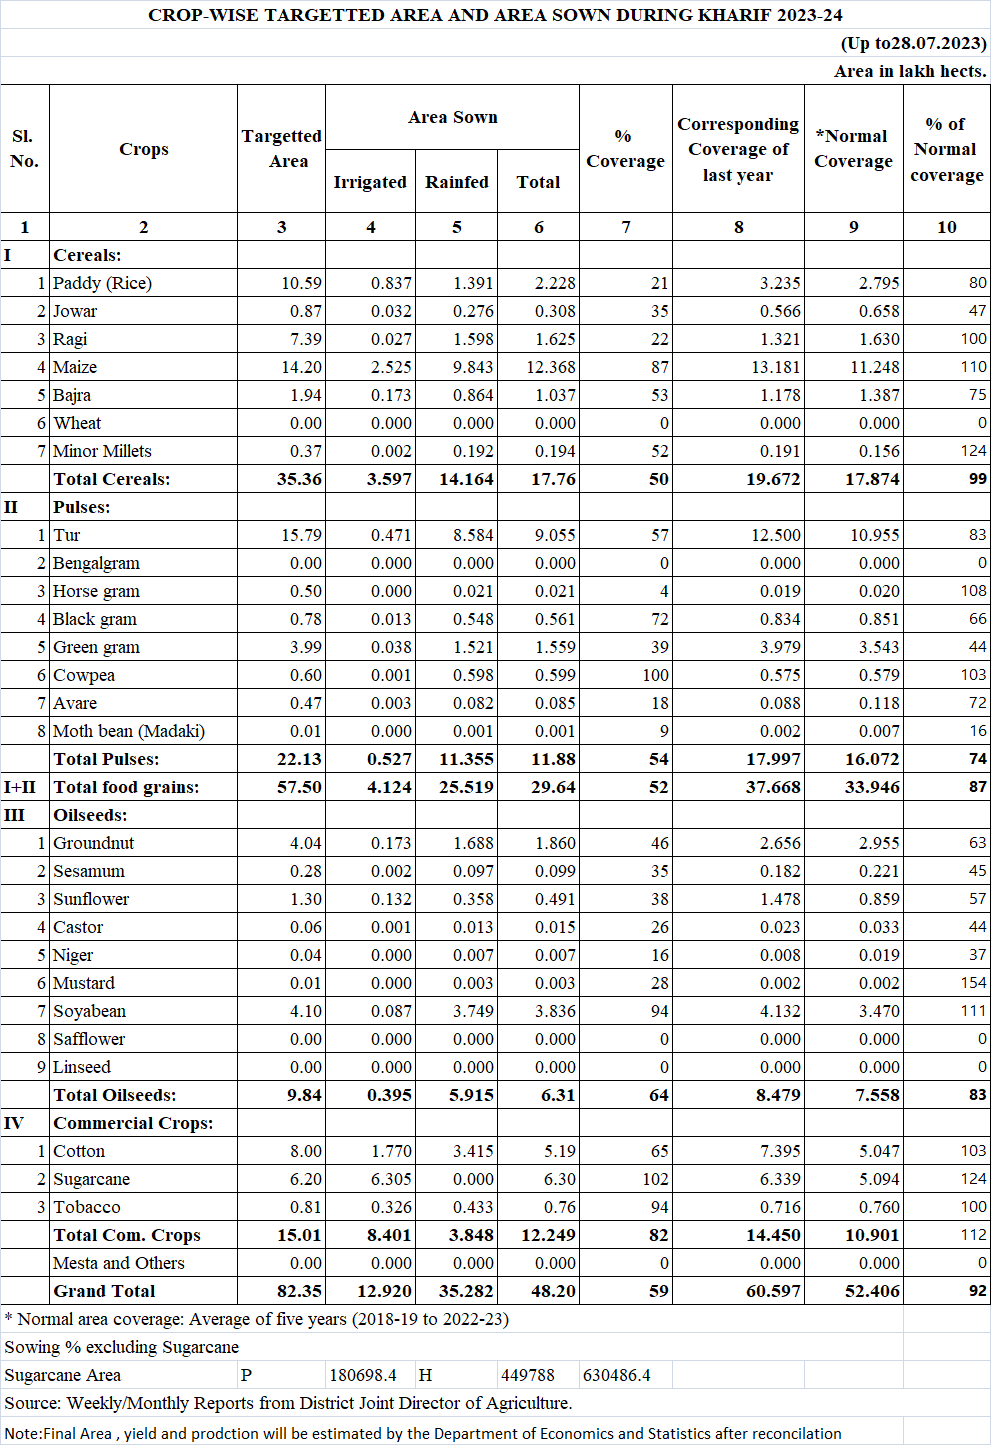 CROP-WISE TARGETTED AREA AND AREA SOWN DURING KHARIF 2023-24
(Up to28.07.2023)
Area in lakh hects.
Sl. No. Crops Targetted Area Area Sown % Coverage Corresponding Coverage of last year *Normal Coverage % of Normal coverage
Irrigated Rainfed Total
1 2 3 4 5 6 7 8 9 10
I Cereals:
1 Paddy (Rice) 10.59 0.837 1.391 2.228 21 3.235 2.795 80
2 Jowar 0.87 0.032 0.276 0.308 35 0.566 0.658 47
3 Ragi 7.39 0.027 1.598 1.625 22 1.321 1.630 100
4 Maize 14.20 2.525 9.843 12.368 87 13.181 11.248 110
5 Bajra 1.94 0.173 0.864 1.037 53 1.178 1.387 75
6 Wheat 0.00 0.000 0.000 0.000 0 0.000 0.000 0
7 Minor Millets 0.37 0.002 0.192 0.194 52 0.191 0.156 124
Total Cereals: 35.36 3.597 14.164 17.76 50 19.672 17.874 99
II Pulses:
1 Tur 15.79 0.471 8.584 9.055 57 12.500 10.955 83
2 Bengalgram 0.00 0.000 0.000 0.000 0 0.000 0.000 0
3 Horse gram 0.50 0.000 0.021 0.021 4 0.019 0.020 108
4 Black gram 0.78 0.013 0.548 0.561 72 0.834 0.851 66
5 Green gram 3.99 0.038 1.521 1.559 39 3.979 3.543 44
6 Cowpea 0.60 0.001 0.598 0.599 100 0.575 0.579 103
7 Avare 0.47 0.003 0.082 0.085 18 0.088 0.118 72
8 Moth bean (Madaki) 0.01 0.000 0.001 0.001 9 0.002 0.007 16
Total Pulses: 22.13 0.527 11.355 11.88 54 17.997 16.072 74
I+II Total food grains: 57.50 4.124 25.519 29.64 52 37.668 33.946 87
III Oilseeds:
1 Groundnut 4.04 0.173 1.688 1.860 46 2.656 2.955 63
2 Sesamum 0.28 0.002 0.097 0.099 35 0.182 0.221 45
3 Sunflower 1.30 0.132 0.358 0.491 38 1.478 0.859 57
4 Castor 0.06 0.001 0.013 0.015 26 0.023 0.033 44
5 Niger 0.04 0.000 0.007 0.007 16 0.008 0.019 37
6 Mustard 0.01 0.000 0.003 0.003 28 0.002 0.002 154
7 Soyabean 4.10 0.087 3.749 3.836 94 4.132 3.470 111
8 Safflower 0.00 0.000 0.000 0.000 0 0.000 0.000 0
9 Linseed 0.00 0.000 0.000 0.000 0 0.000 0.000 0
Total Oilseeds: 9.84 0.395 5.915 6.31 64 8.479 7.558 83
IV Commercial Crops:
1 Cotton 8.00 1.770 3.415 5.19 65 7.395 5.047 103
2 Sugarcane 6.20 6.305 0.000 6.30 102 6.339 5.094 124
3 Tobacco 0.81 0.326 0.433 0.76 94 0.716 0.760 100
Total Com. Crops 15.01 8.401 3.848 12.249 82 14.450 10.901 112
Mesta and Others 0.00 0.000 0.000 0.000 0 0.000 0.000 0
Grand Total 82.35 12.920 35.282 48.20 59 60.597 52.406 92
* Normal area coverage: Average of five years (2018-19 to 2022-23)
Sowing % excluding Sugarcane
Sugarcane Area P 180698.4 H 449788 630486.4
Source: Weekly/Monthly Reports from District Joint Director of Agriculture.
Note:Final Area , yield and prodction will be estimated by the Department of Economics and Statistics after reconcilation